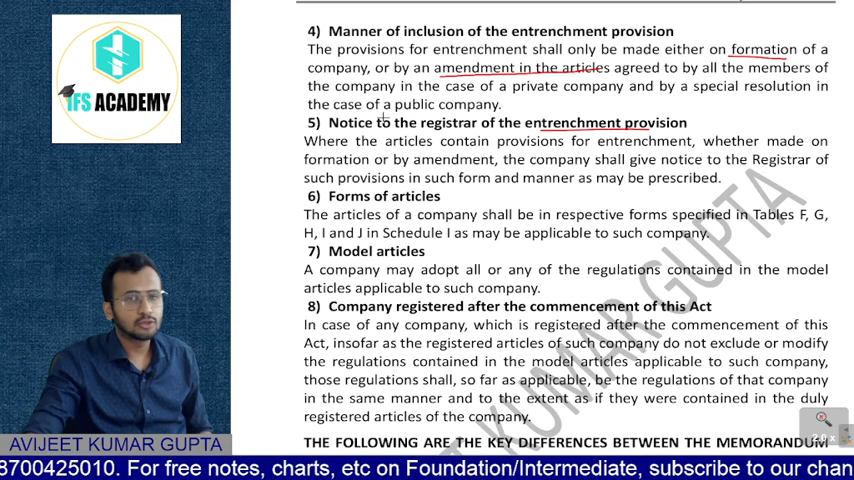 4) Manner of inclusion of the entrenchment provision
The provisions for entrenchment shall only be made either on formation of a
company, or by an amendment in the articles agreed to by all the members of
the company in the case of a private company and by a special resolution in
the case of a public company.
5) Notice to the registrar of the entrenchment provision
Where the articles contain provisions for entrenchment, whether made on
formation or by amendment, the company shall give notice to the Registrar of
such provisions in such form and manner as may be prescribed.
6) Forms of articles
The articles of a company shall be in respective forms specified in Tables F, G,
H, I and J in Schedule I as may be applicable to such company.
7) Model articles
A company may adopt all or any of the regulations contained in the model
articles applicable to such company.
8) Company registered after the commencement of this Act
In case of any company, which is registered after the commencement of this
Act, insofar as the registered articles of such company do not exclude or modify
the regulations contained in the model articles applicable to such company,
those regulations shall, so far as applicable, be the regulations of that company
in the same manner and to the extent as if they were contained in the duly
registered articles of the company.
THE FOLLOWING ARE THE KEY DIFFERENCES BETWEEN THE MEMORANDUM
KUMAR GUPTA
IFS ACADEMY
AVIJEET KUMAR GUPTA
2.0 x
8700425010. For free notes, charts, etc on Foundation/Intermediate, subscribe to our chan